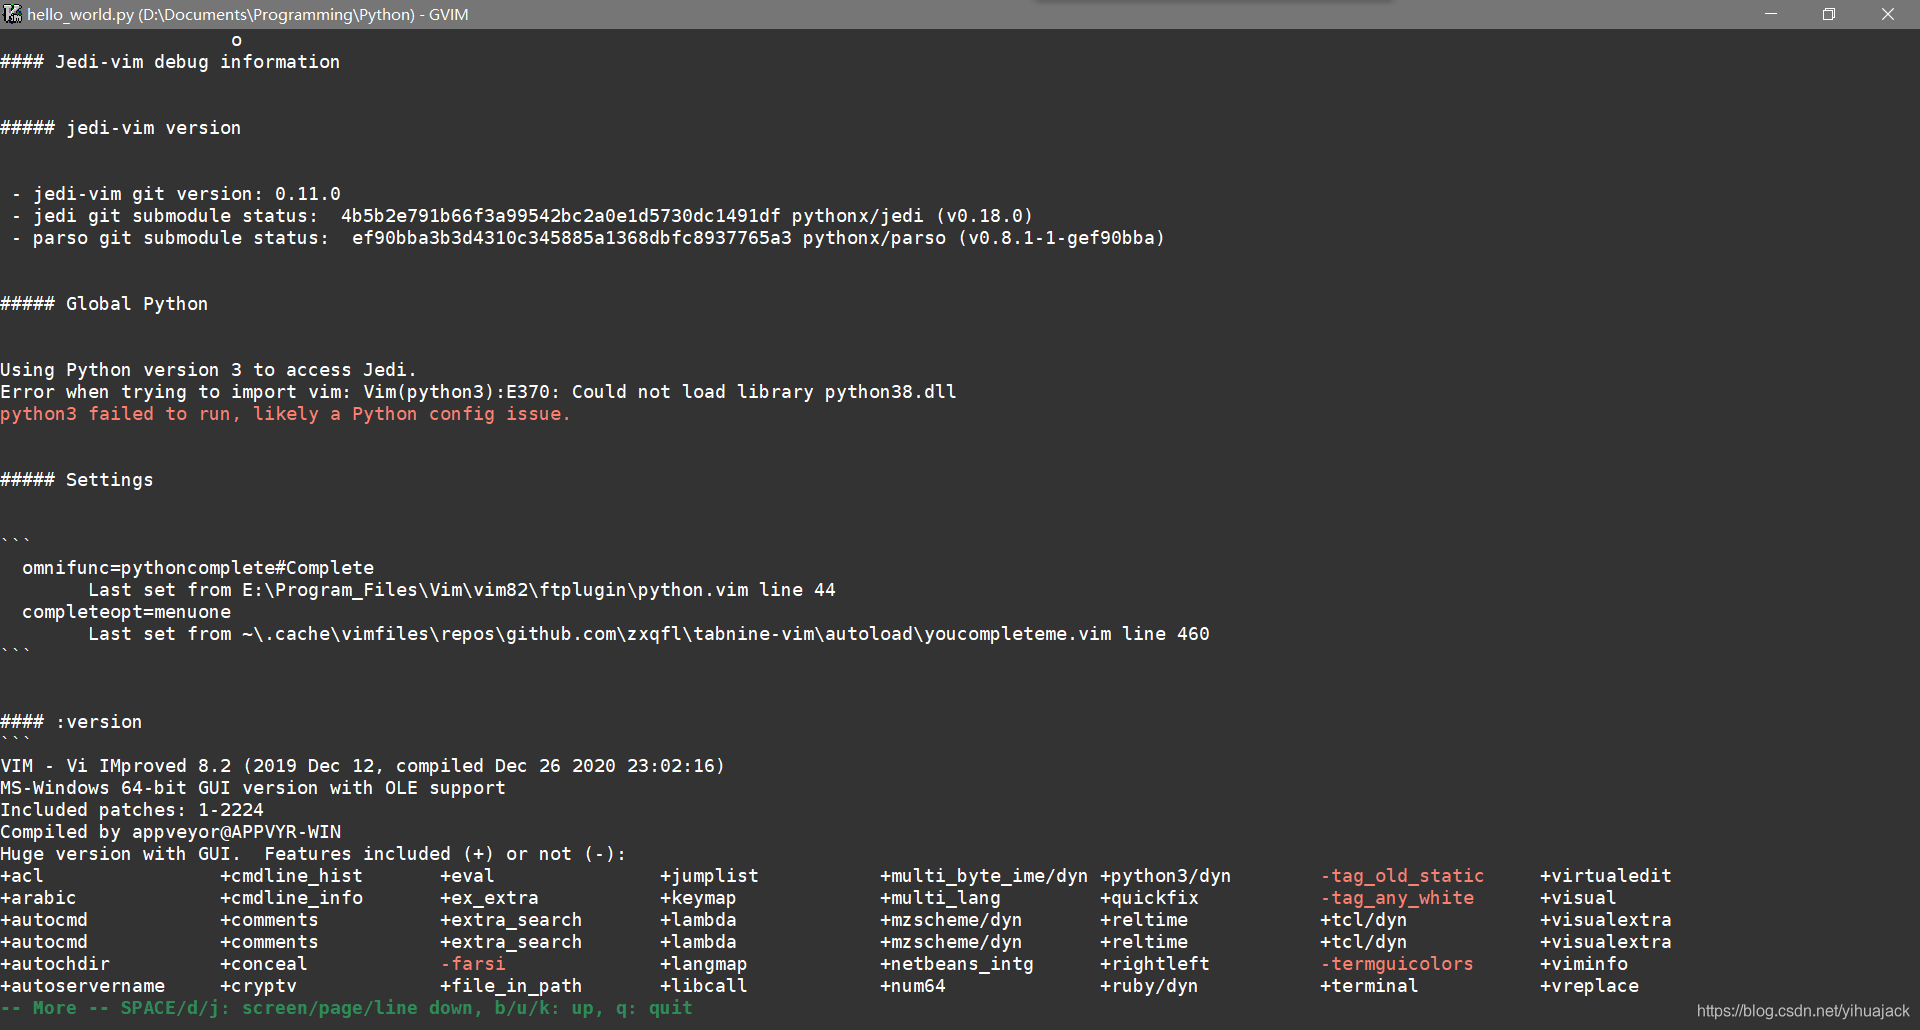 hello_world.py (D:\Documents\Programming\Python) - GVIM
o
#### Jedi-vim debug information
##### jedi-vim version
- jedi-vim git version: 0.11.0
- jedi git submodule status:  4b5b2e791b66f3a99542bc2a0e1d5730dc1491df pythonx/jedi (v0.18.0)
- parso git submodule status:  ef90bba3b3d4310c345885a1368dbfc8937765a3 pythonx/parso (v0.8.1-1-gef90bba)
##### Global Python
Using Python version 3 to access Jedi.
Error when trying to import vim: Vim(python3):E370: Could not load library python38.dll
python3 failed to run, likely a Python config issue.
##### Settings
```
omnifunc=pythoncomplete#Complete
Last set from E:\Program_Files\Vim\vim82\ftplugin\python.vim line 44
completeopt=menuone
Last set from ~\.cache\vimfiles\repos\github.com\zxqfl\tabnine-vim\autoload\youcompleteme.vim line 460
```
#### :version
```
VIM - Vi IMproved 8.2 (2019 Dec 12, compiled Dec 26 2020 23:02:16)
MS-Windows 64-bit GUI version with OLE support
Included patches: 1-2224
Compiled by appveyor@APPVYR-WIN
Huge version with GUI.  Features included (+) or not (-):
+acl +cmdline_hist +eval +jumplist +multi_byte_ime/dyn +python3/dyn -tag_old_static +virtualedit
+arabic +cmdline_info +ex_extra +keymap +multi_lang +quickfix -tag_any_white +visual
+autocmd +comments +extra_search +lambda +mzscheme/dyn +reltime +tcl/dyn +visualextra
+autocmd +comments +extra_search +lambda +mzscheme/dyn +reltime +tcl/dyn +visualextra
+autochdir +conceal -farsi +langmap +netbeans_intg +rightleft -termguicolors +viminfo
+autoservername +cryptv +file_in_path +libcall +num64 +ruby/dyn +terminal +vreplace
-- More -- SPACE/d/j: screen/page/line down, b/u/k: up, q: quit
https://blog.csdn.net/yihuajack